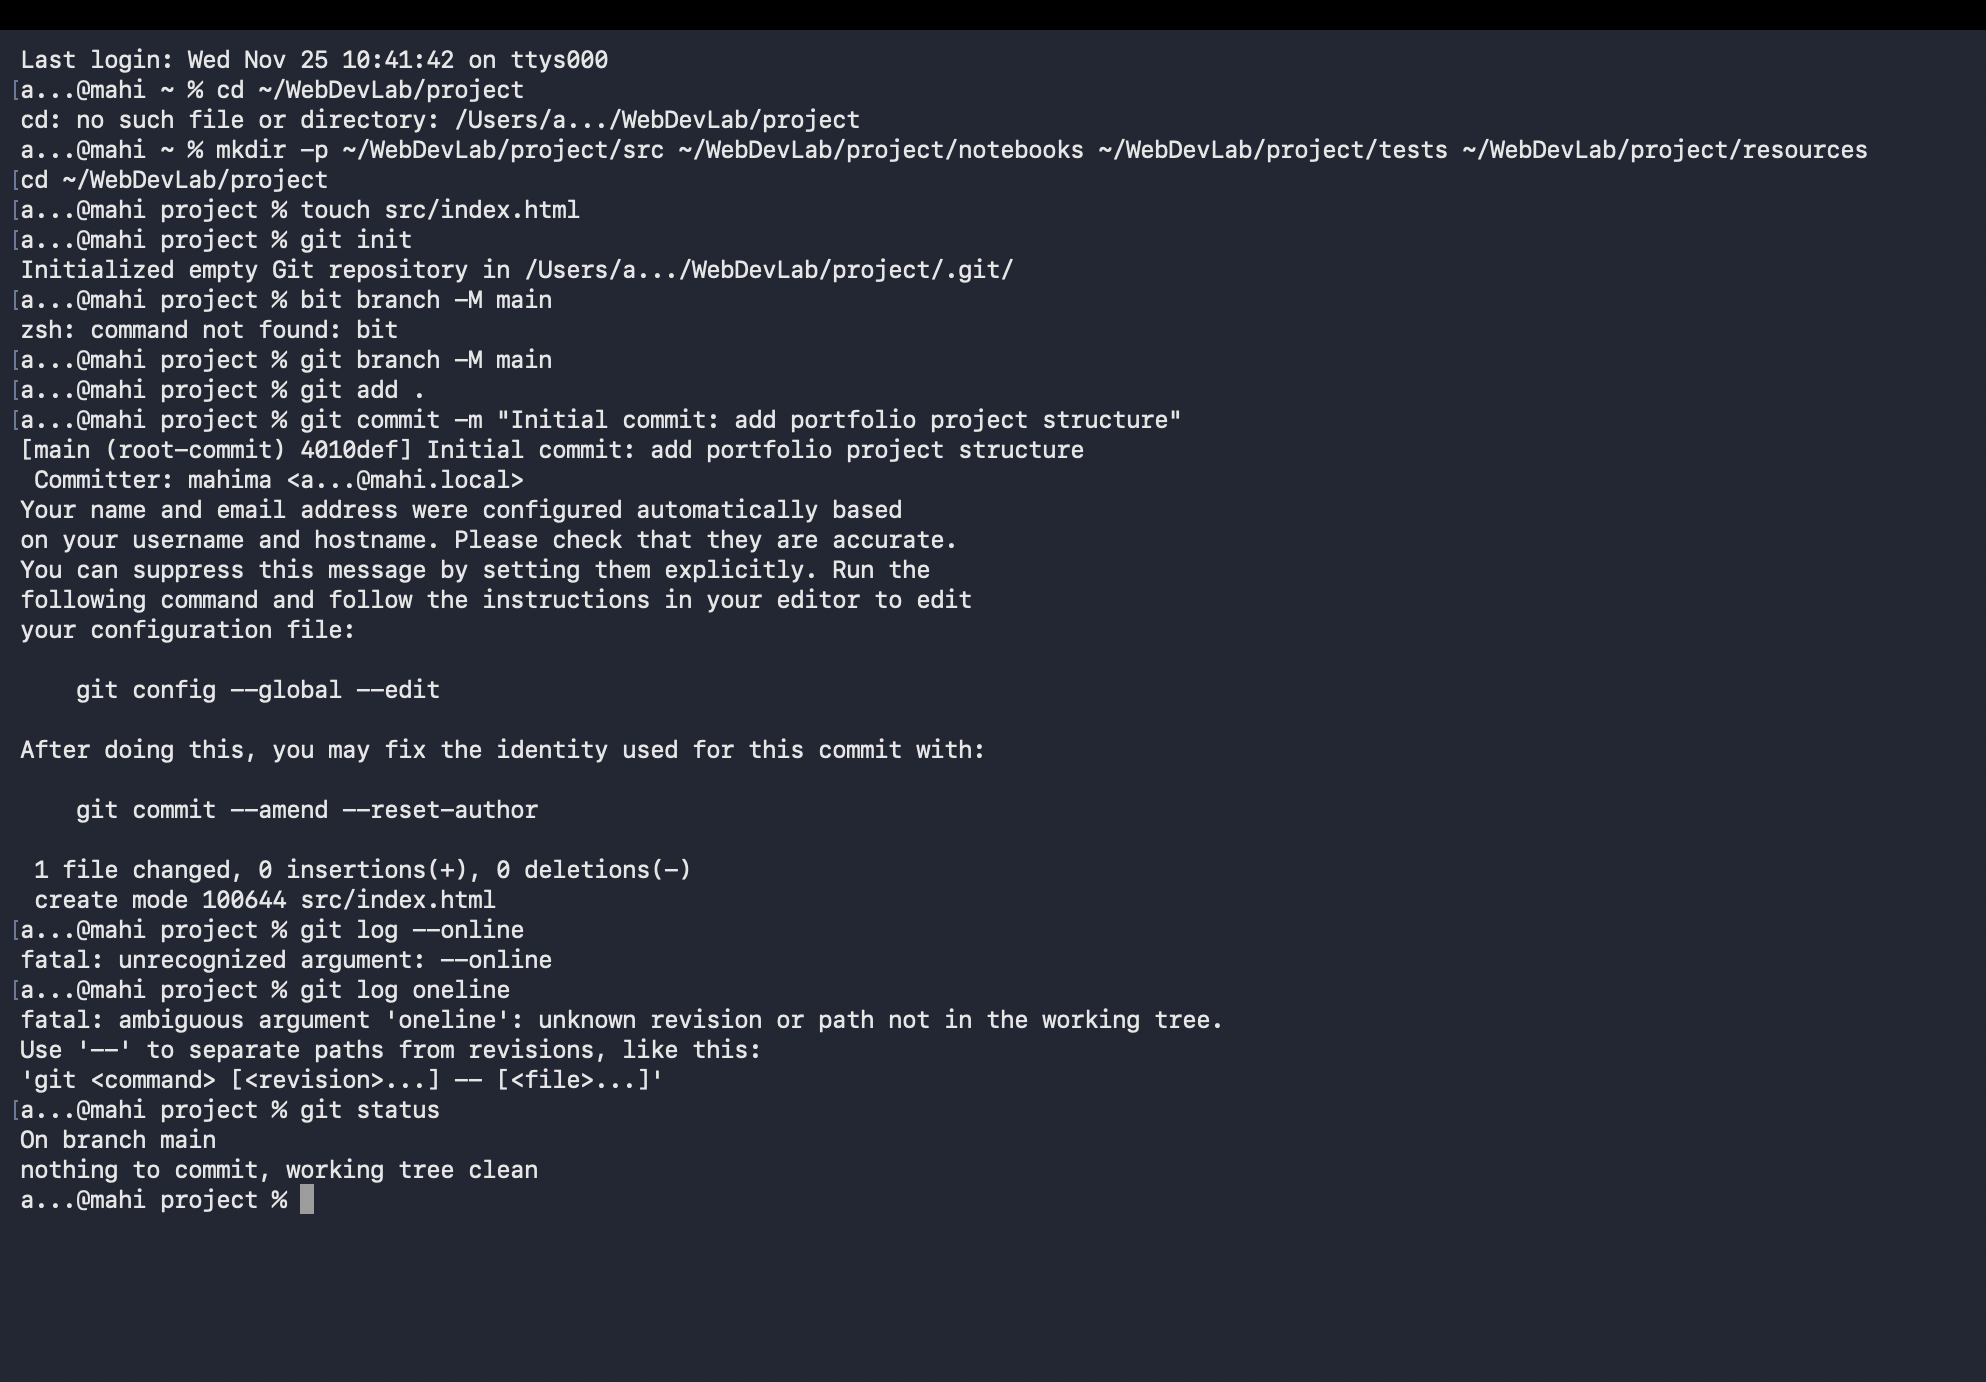 Last login: Wed Nov 25 10:41:42 on ttys000
[a...@mahi ~ % cd ~/WebDevLab/project
cd: no such file or directory: /Users/a.../WebDevLab/project
a...@mahi ~ % mkdir -p ~/WebDevLab/project/src ~/WebDevLab/project/notebooks ~/WebDevLab/project/tests ~/WebDevLab/project/resources
[cd ~/WebDevLab/project
[a...@mahi project % touch src/index.html
[a...@mahi project % git init
Initialized empty Git repository in /Users/a.../WebDevLab/project/.git/
[a...@mahi project % bit branch -M main
zsh: command not found: bit
[a...@mahi project % git branch -M main
[a...@mahi project % git add .
[a...@mahi project % git commit -m "Initial commit: add portfolio project structure"
[main (root-commit) 4010def] Initial commit: add portfolio project structure
 Committer: mahima <a...@mahi.local>
Your name and email address were configured automatically based
on your username and hostname. Please check that they are accurate.
You can suppress this message by setting them explicitly. Run the
following command and follow the instructions in your editor to edit
your configuration file:

    git config --global --edit

After doing this, you may fix the identity used for this commit with:

    git commit --amend --reset-author

 1 file changed, 0 insertions(+), 0 deletions(-)
 create mode 100644 src/index.html
[a...@mahi project % git log --online
fatal: unrecognized argument: --online
[a...@mahi project % git log oneline
fatal: ambiguous argument 'oneline': unknown revision or path not in the working tree.
Use '--' to separate paths from revisions, like this:
'git <command> [<revision>...] -- [<file>...]'
[a...@mahi project % git status
On branch main
nothing to commit, working tree clean
a...@mahi project %